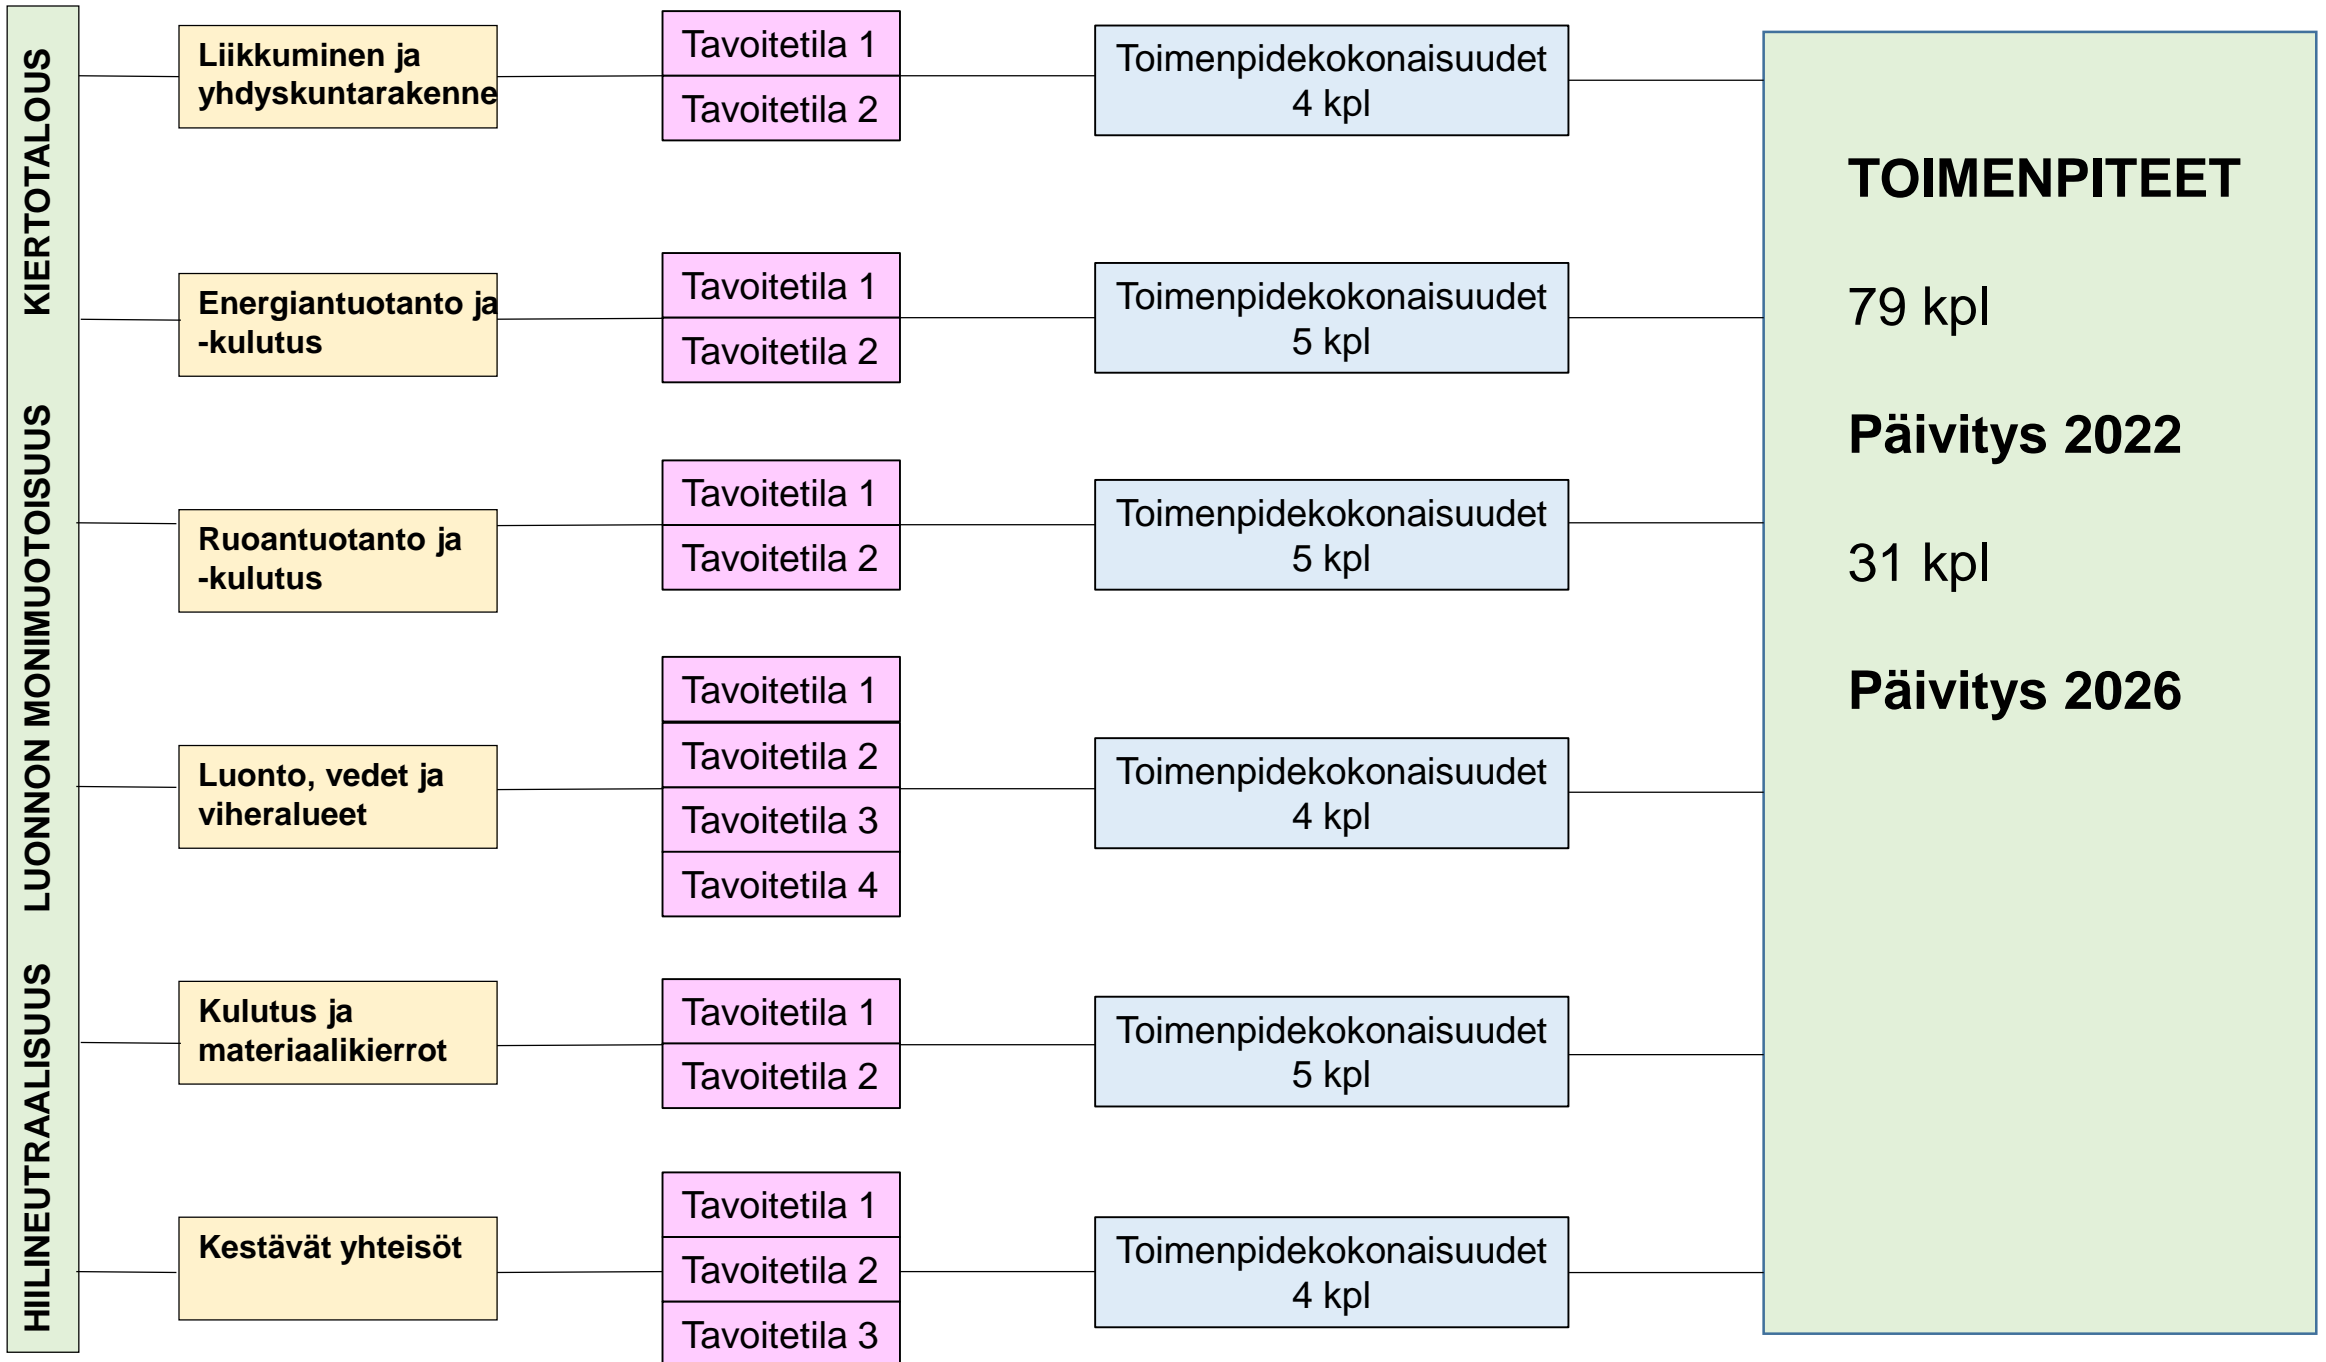 KIERTOTALOUS
LUONNON MONIMUOTOISUUS
HIILINEUTRAALISUUS
Liikkuminen ja
yhdyskuntarakenne
Tavoitetila 1
Tavoitetila 2
Toimenpidekokonaisuudet
4 kpl
Energiantuotanto ja
-kulutus
Tavoitetila 1
Tavoitetila 2
Toimenpidekokonaisuudet
5 kpl
Ruoantuotanto ja
-kulutus
Tavoitetila 1
Tavoitetila 2
Toimenpidekokonaisuudet
5 kpl
Luonto, vedet ja
viheralueet
Tavoitetila 1
Tavoitetila 2
Tavoitetila 3
Tavoitetila 4
Toimenpidekokonaisuudet
4 kpl
Kulutus ja
materiaalikierrot
Tavoitetila 1
Tavoitetila 2
Toimenpidekokonaisuudet
5 kpl
Kestävät yhteisöt
Tavoitetila 1
Tavoitetila 2
Tavoitetila 3
Toimenpidekokonaisuudet
4 kpl
TOIMENPITEET
79 kpl
Päivitys 2022
31 kpl
Päivitys 2026